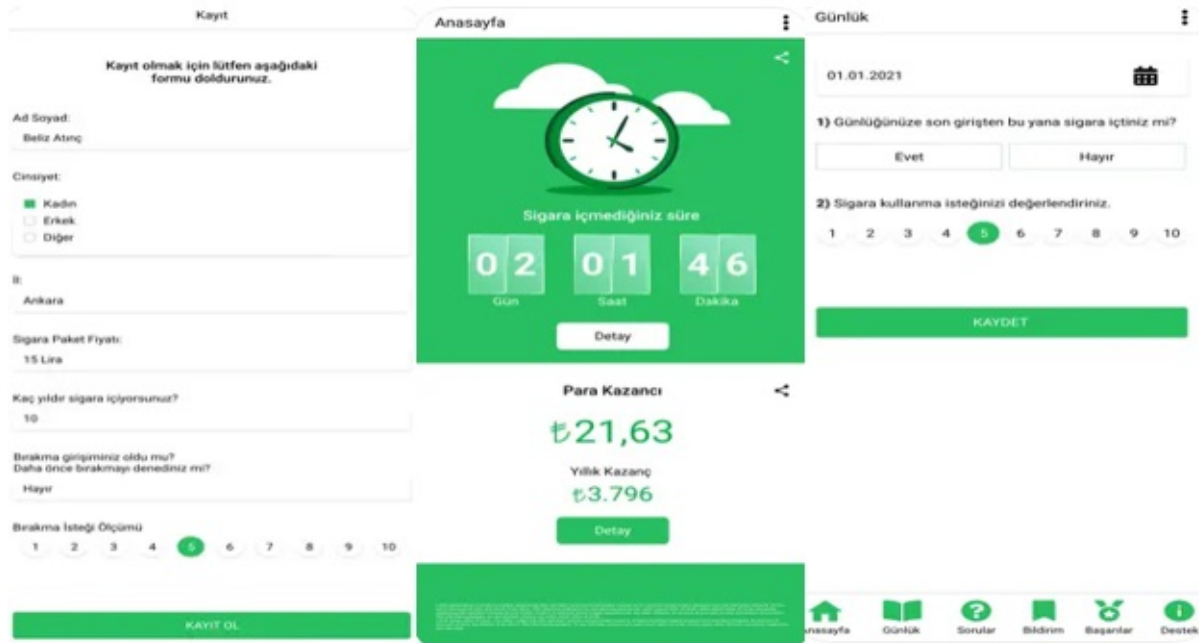 Kayıt
Kayıt olmak için lütfen aşağıdaki
formu doldurunuz.
Ad Soyad:
Beliz Atınç
Cinsiyet:
Kadın
Erkek
Diğer
İl:
Ankara
Sigara Paket Fiyatı:
15 Lira
Kaç yıldır sigara içiyorsunuz?
10
Bırakma girişiminiz oldu mu?
Daha önce bırakmayı denediniz mi?
Hayır
Bırakma İsteği Ölçümü
1 2 3 4 5 6 7 8 9 10
KAYIT OL
Anasayfa
Sigara içmediğiniz süre
02 01 46
Gün Saat Dakika
Detay
Para Kazancı
₺21,63
Yıllık Kazanç
₺3.796
Detay
Günlük
01.01.2021
1) Günlüğünüze son girişten bu yana sigara içtiniz mi?
Evet Hayır
2) Sigara kullanma isteğinizi değerlendiriniz.
1 2 3 4 5 6 7 8 9 10
KAYDET
Anasayfa Günlük Sorular Bildirim Başarılar Destek